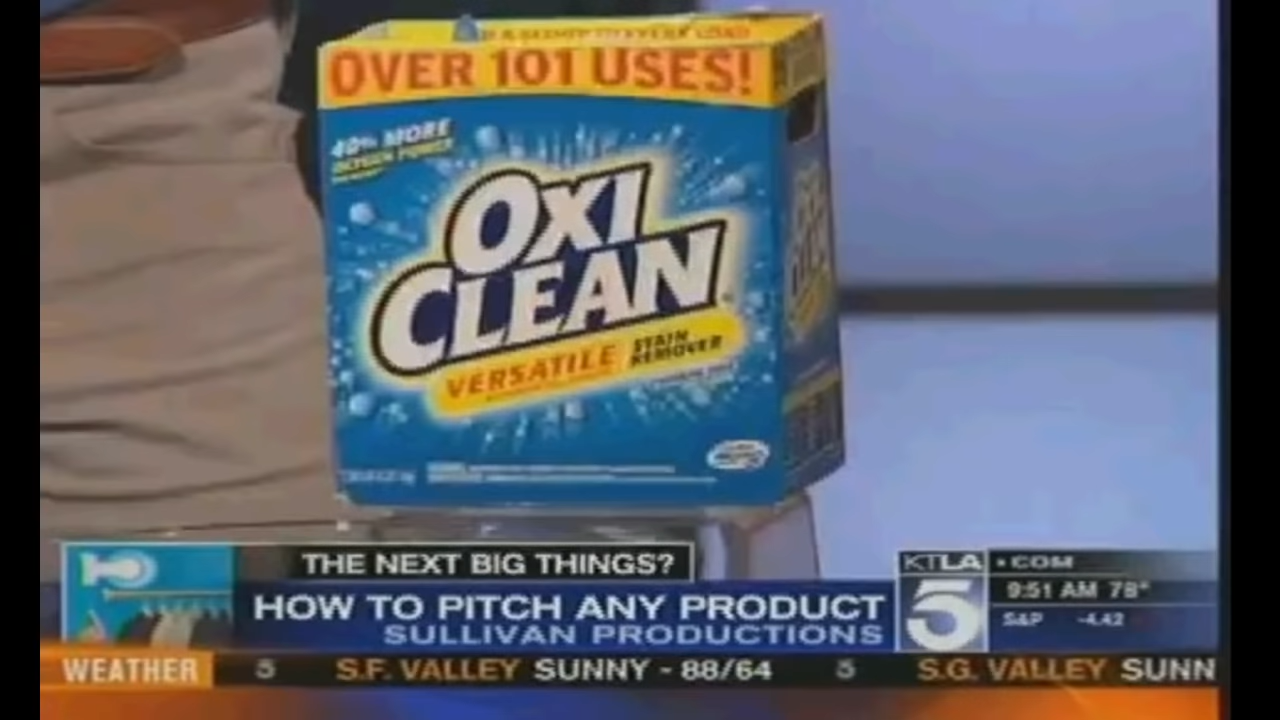 OVER 101 USES!
40% MORE
OXYGEN POWER
OXI
CLEAN
VERSATILE STAIN
REMOVER
THE NEXT BIG THINGS?
HOW TO PITCH ANY PRODUCT
SULLIVAN PRODUCTIONS
KTLA
5
.COM
9:51 AM 78°
S&P -4.42
WEATHER 5 S.F. VALLEY SUNNY - 88/64 5 S.G. VALLEY SUNN